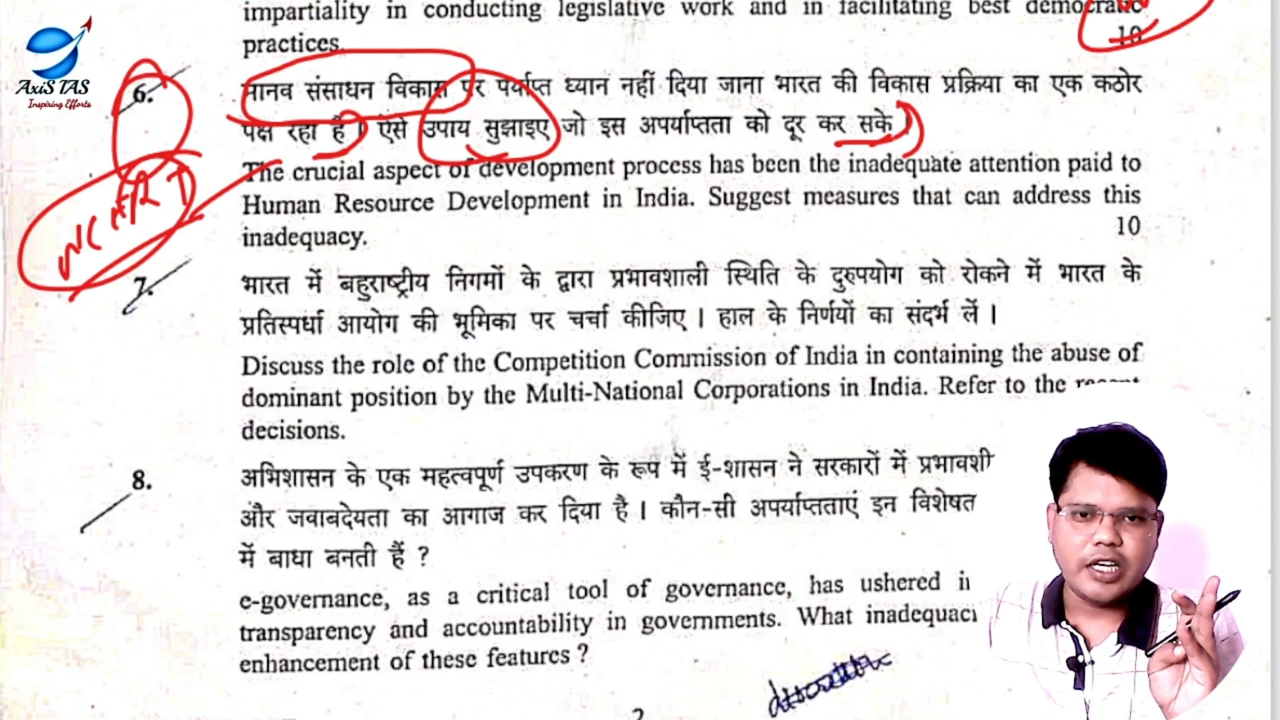 impartiality in conducting legislative work and in facilitating best democratic
practices. 10
AxiS TAS
Inspiring Efforts
6. मानव संसाधन विकास पर पर्याप्त ध्यान नहीं दिया जाना भारत की विकास प्रक्रिया का एक कठोर
पक्ष रहा है । ऐसे उपाय सुझाइए जो इस अपर्याप्तता को दूर कर सके ।
The crucial aspect of development process has been the inadequate attention paid to
Human Resource Development in India. Suggest measures that can address this
inadequacy. 10
NCERT
7. भारत में बहुराष्ट्रीय निगमों के द्वारा प्रभावशाली स्थिति के दुरुपयोग को रोकने में भारत के
प्रतिस्पर्धा आयोग की भूमिका पर चर्चा कीजिए । हाल के निर्णयों का संदर्भ लें ।
Discuss the role of the Competition Commission of India in containing the abuse of
dominant position by the Multi-National Corporations in India. Refer to the
decisions.
8. अभिशासन के एक महत्वपूर्ण उपकरण के रूप में ई-शासन ने सरकारों में
और जवाबदेयता का आगाज कर दिया है । कौन-सी अपर्याप्तताएं इन
में बाधा बनती हैं ?
e-governance, as a critical tool of governance, has ushered
transparency and accountability in governments. What
enhancement of these features ?